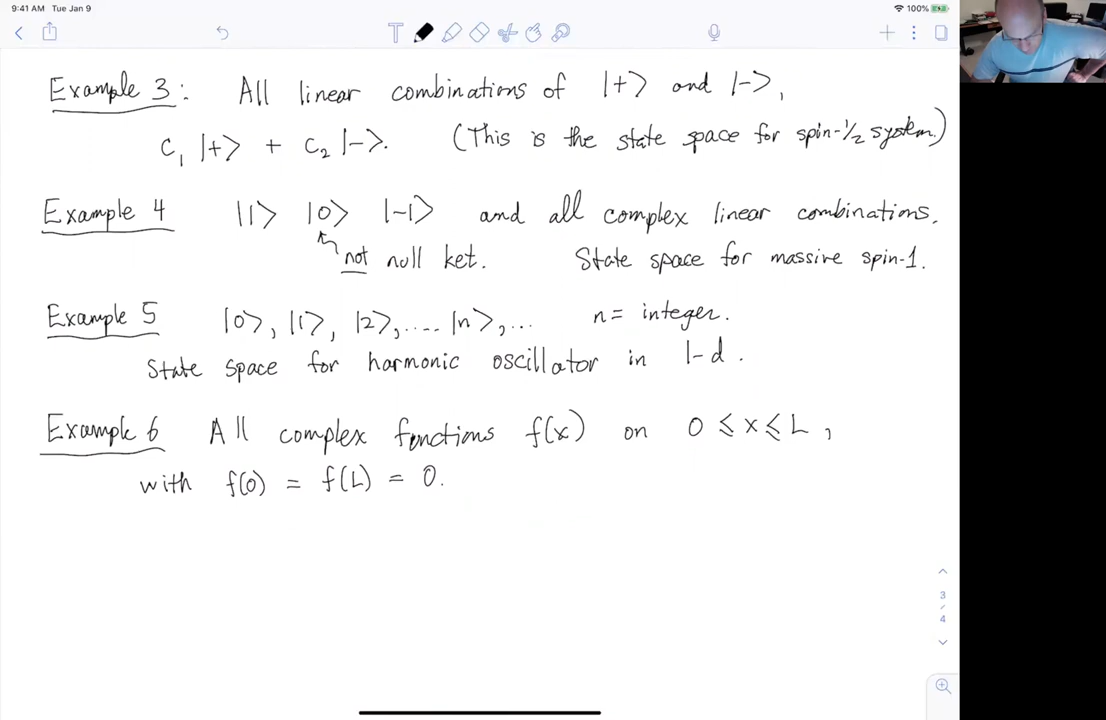 9:41 AM Tue Jan 9
100%
Example 3: All linear combinations of |+> and |->,
c₁ |+> + c₂ |->. (This is the state space for spin-1/2 system.)
Example 4 |1> |0> |-1> and all complex linear combinations.
not null ket. State space for massive spin-1.
Example 5 |0>, |1>, |2>, .... |n>, ... n = integer.
State space for harmonic oscillator in 1-d.
Example 6 All complex functions f(x) on 0 ≤ x ≤ L,
with f(0) = f(L) = 0.
3
/
4